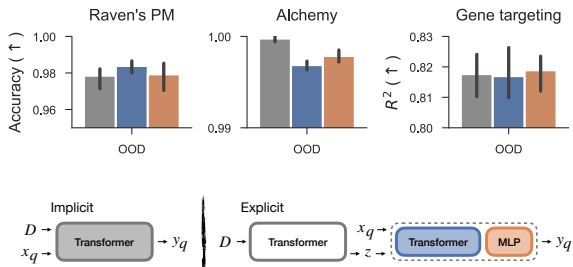 Raven's PM
Accuracy (↑)
1.00
0.98
0.96
OOD
Alchemy
1.00
0.99
OOD
Gene targeting
R² (↑)
0.83
0.82
0.81
0.80
OOD
Implicit
D →
x_q →
Transformer
→ y_q
Explicit
D →
Transformer
x_q →
→ z →
Transformer
MLP
→ y_q